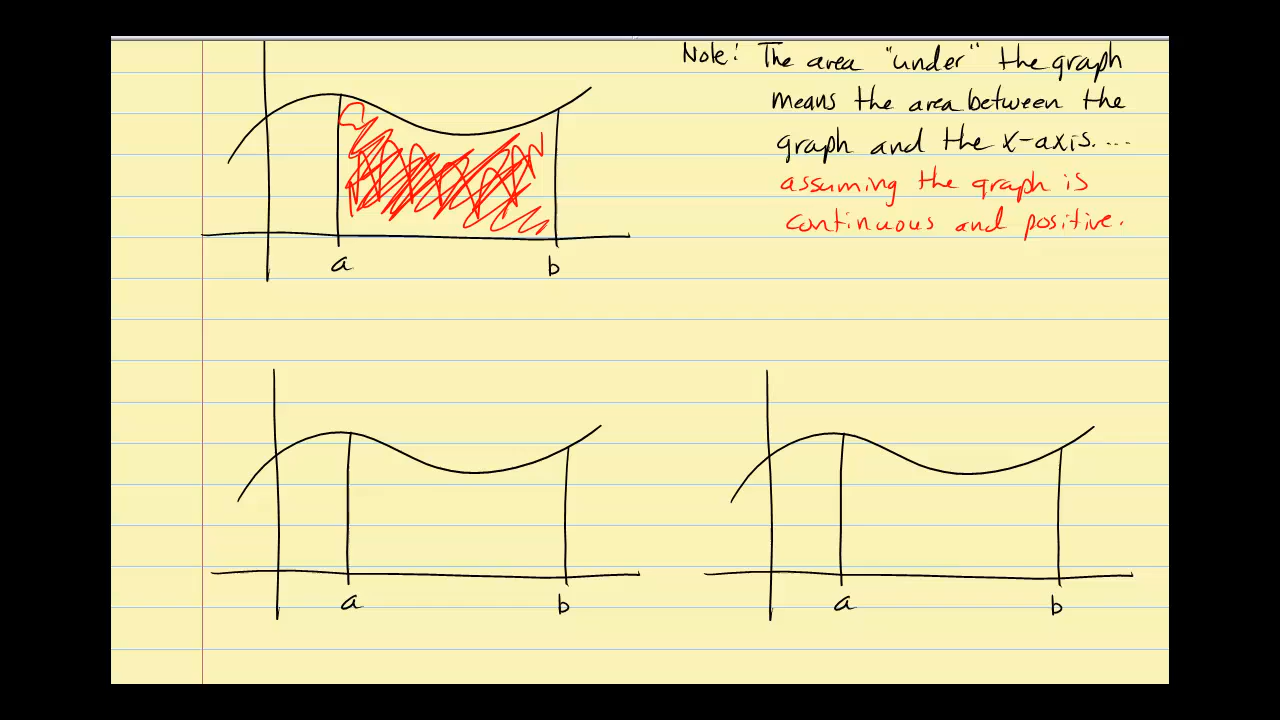 Note: The area "under" the graph
means the area between the
graph and the x-axis....
assuming the graph is
continuous and positive.
a b
a b
a b